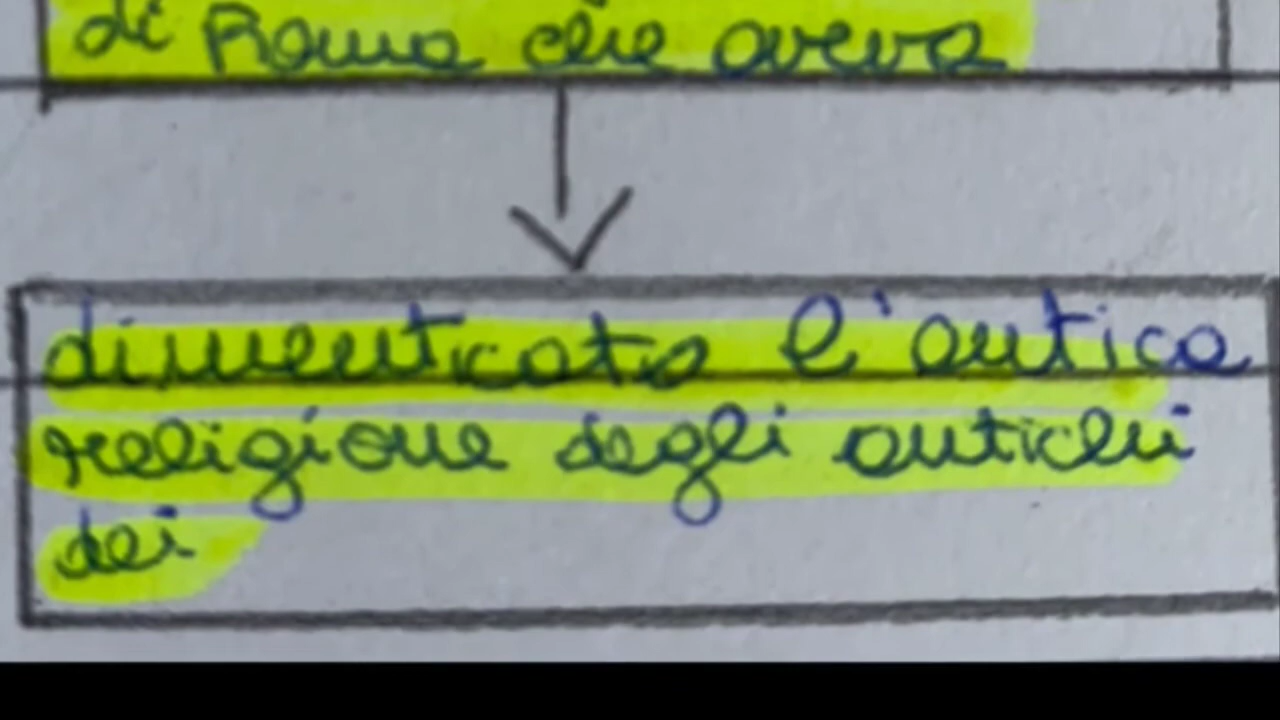 di Roma che aveva
dimenticato l'antica
religione degli antichi
dei